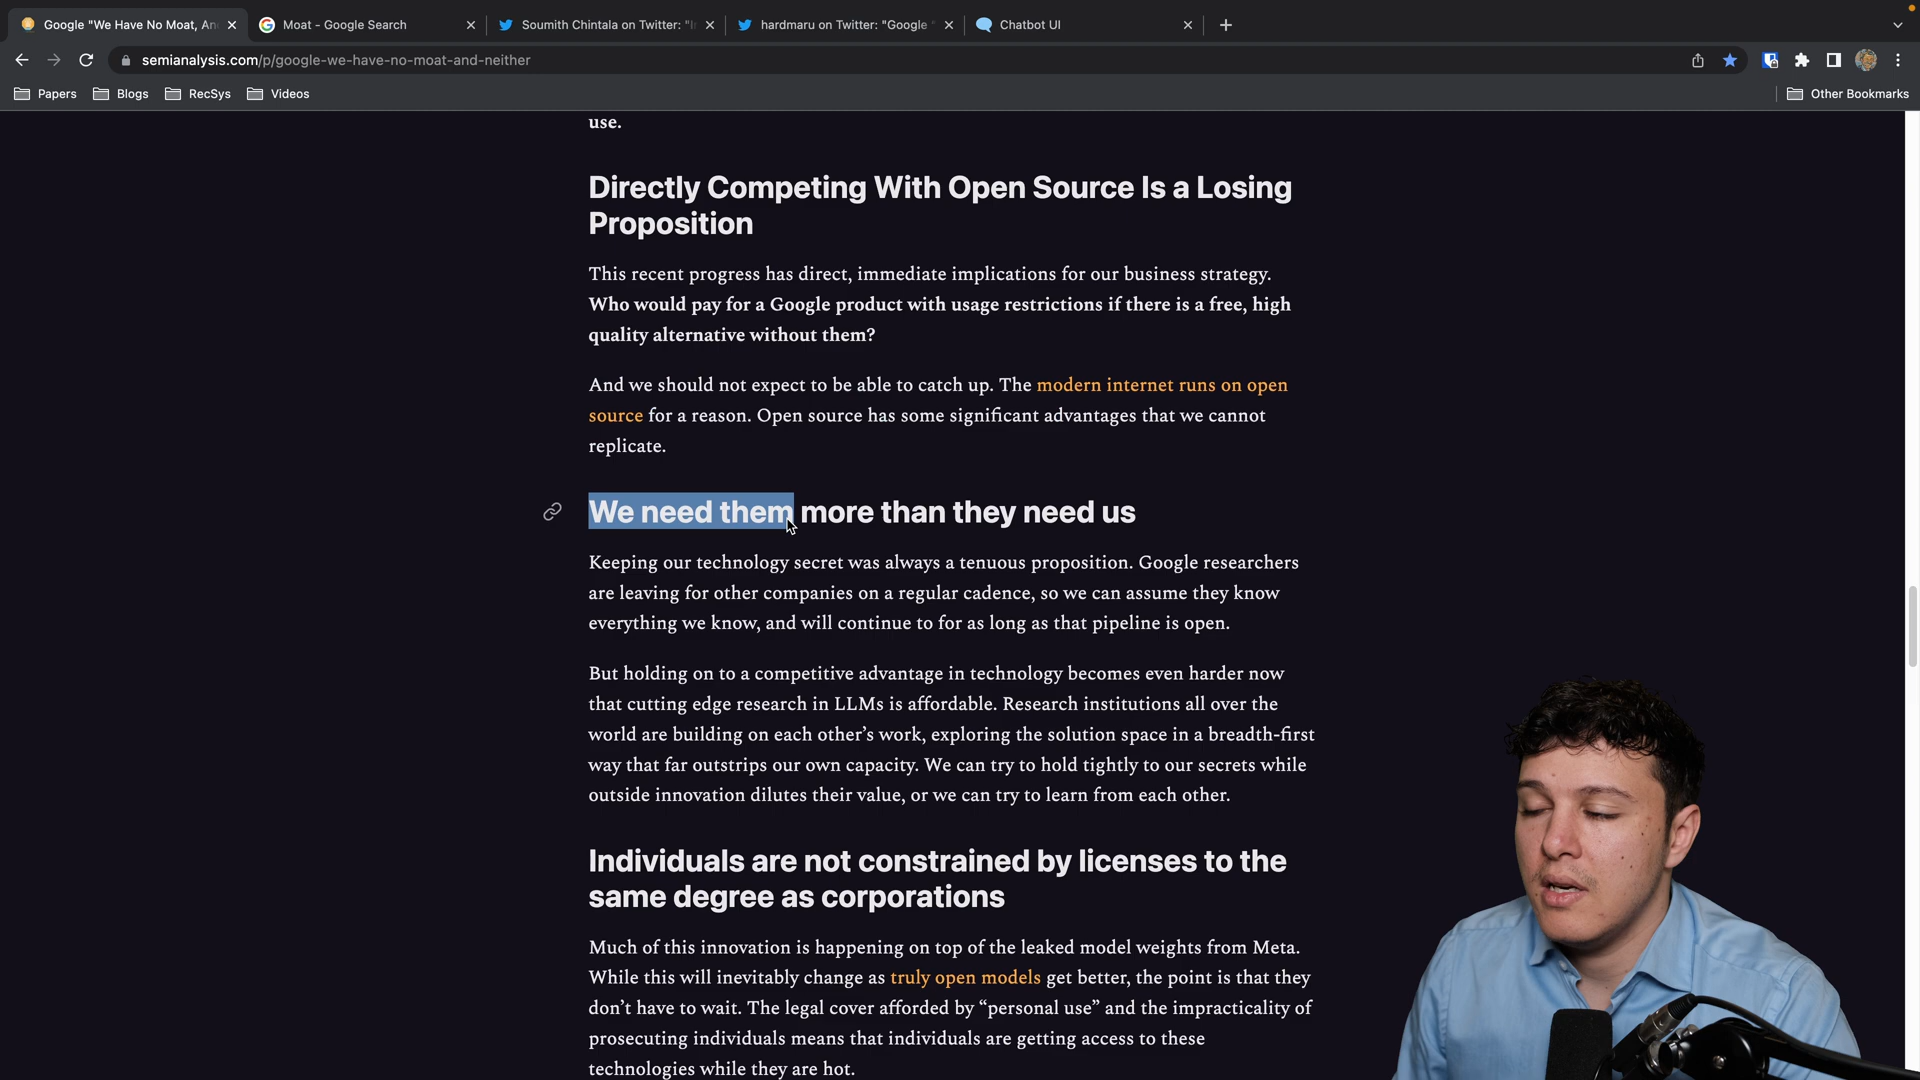 Google "We Have No Moat, An
Moat - Google Search
Soumith Chintala on Twitter: "I
hardmaru on Twitter: "Google "
Chatbot UI
semianalysis.com/p/google-we-have-no-moat-and-neither
Papers
Blogs
RecSys
Videos
Other Bookmarks
use.
Directly Competing With Open Source Is a Losing
Proposition
This recent progress has direct, immediate implications for our business strategy.
Who would pay for a Google product with usage restrictions if there is a free, high
quality alternative without them?
And we should not expect to be able to catch up. The modern internet runs on open
source for a reason. Open source has some significant advantages that we cannot
replicate.
We need them more than they need us
Keeping our technology secret was always a tenuous proposition. Google researchers
are leaving for other companies on a regular cadence, so we can assume they know
everything we know, and will continue to for as long as that pipeline is open.
But holding on to a competitive advantage in technology becomes even harder now
that cutting edge research in LLMs is affordable. Research institutions all over the
world are building on each other’s work, exploring the solution space in a breadth-first
way that far outstrips our own capacity. We can try to hold tightly to our secrets while
outside innovation dilutes their value, or we can try to learn from each other.
Individuals are not constrained by licenses to the
same degree as corporations
Much of this innovation is happening on top of the leaked model weights from Meta.
While this will inevitably change as truly open models get better, the point is that they
don’t have to wait. The legal cover afforded by “personal use” and the impracticality of
prosecuting individuals means that individuals are getting access to these
technologies while they are hot.